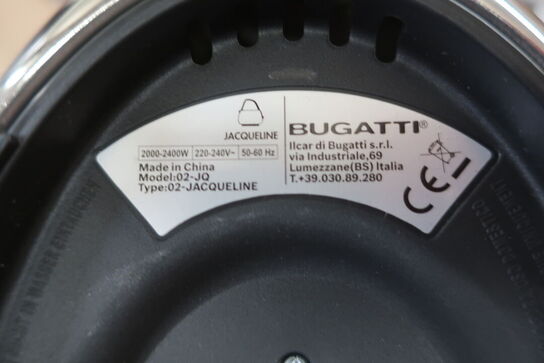 JACQUELINE
2000-2400W 220-240V~ 50-60 Hz
Made in China
Model:02-JQ
Type:02-JACQUELINE
BUGATTI®
Ilcar di Bugatti s.r.l.
via Industriale,69
Lumezzane(BS) Italia
T.+39.030.89.280
CE